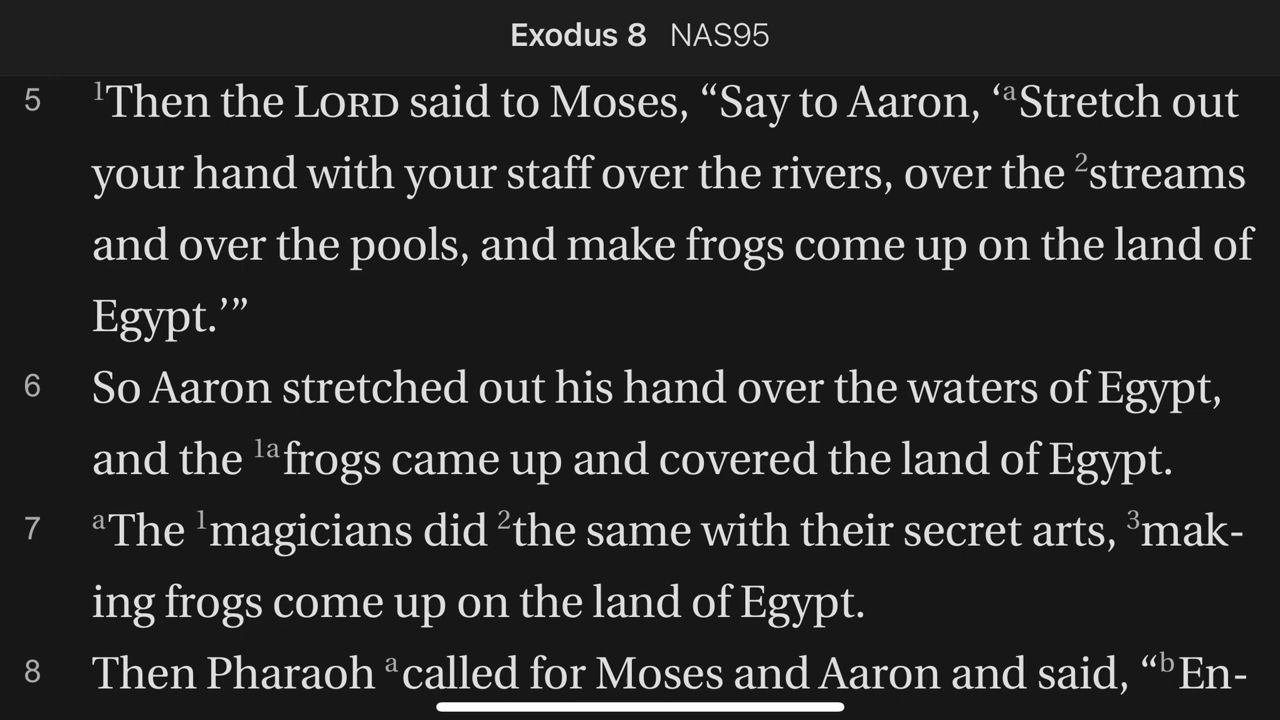 Exodus 8 NAS95
5 1Then the LORD said to Moses, “Say to Aaron, ‘aStretch out
your hand with your staff over the rivers, over the 2streams
and over the pools, and make frogs come up on the land of
Egypt.’”
6 So Aaron stretched out his hand over the waters of Egypt,
and the 1afrogs came up and covered the land of Egypt.
7 aThe 1magicians did 2the same with their secret arts, 3mak-
ing frogs come up on the land of Egypt.
8 Then Pharaoh acalled for Moses and Aaron and said, “bEn-